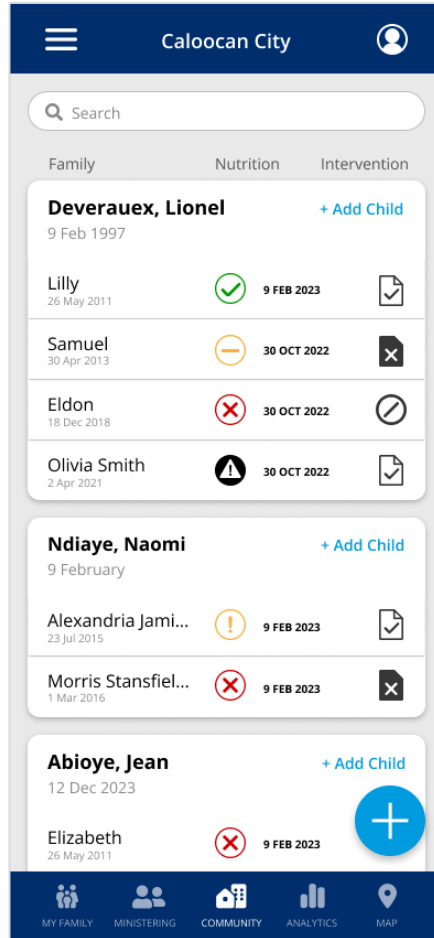 Caloocan City
Search
Family Nutrition Intervention
Deverauex, Lionel + Add Child
9 Feb 1997
Lilly 9 FEB 2023
26 May 2011
Samuel 30 OCT 2022
30 Apr 2013
Eldon 30 OCT 2022
18 Dec 2018
Olivia Smith 30 OCT 2022
2 Apr 2021
Ndiaye, Naomi + Add Child
9 February
Alexandria Jami... 9 FEB 2023
23 Jul 2015
Morris Stansfiel... 9 FEB 2023
1 Mar 2016
Abioye, Jean + Add Child
12 Dec 2023
Elizabeth 9 FEB 2023
26 May 2011
MY FAMILY MINISTERING COMMUNITY ANALYTICS MAP